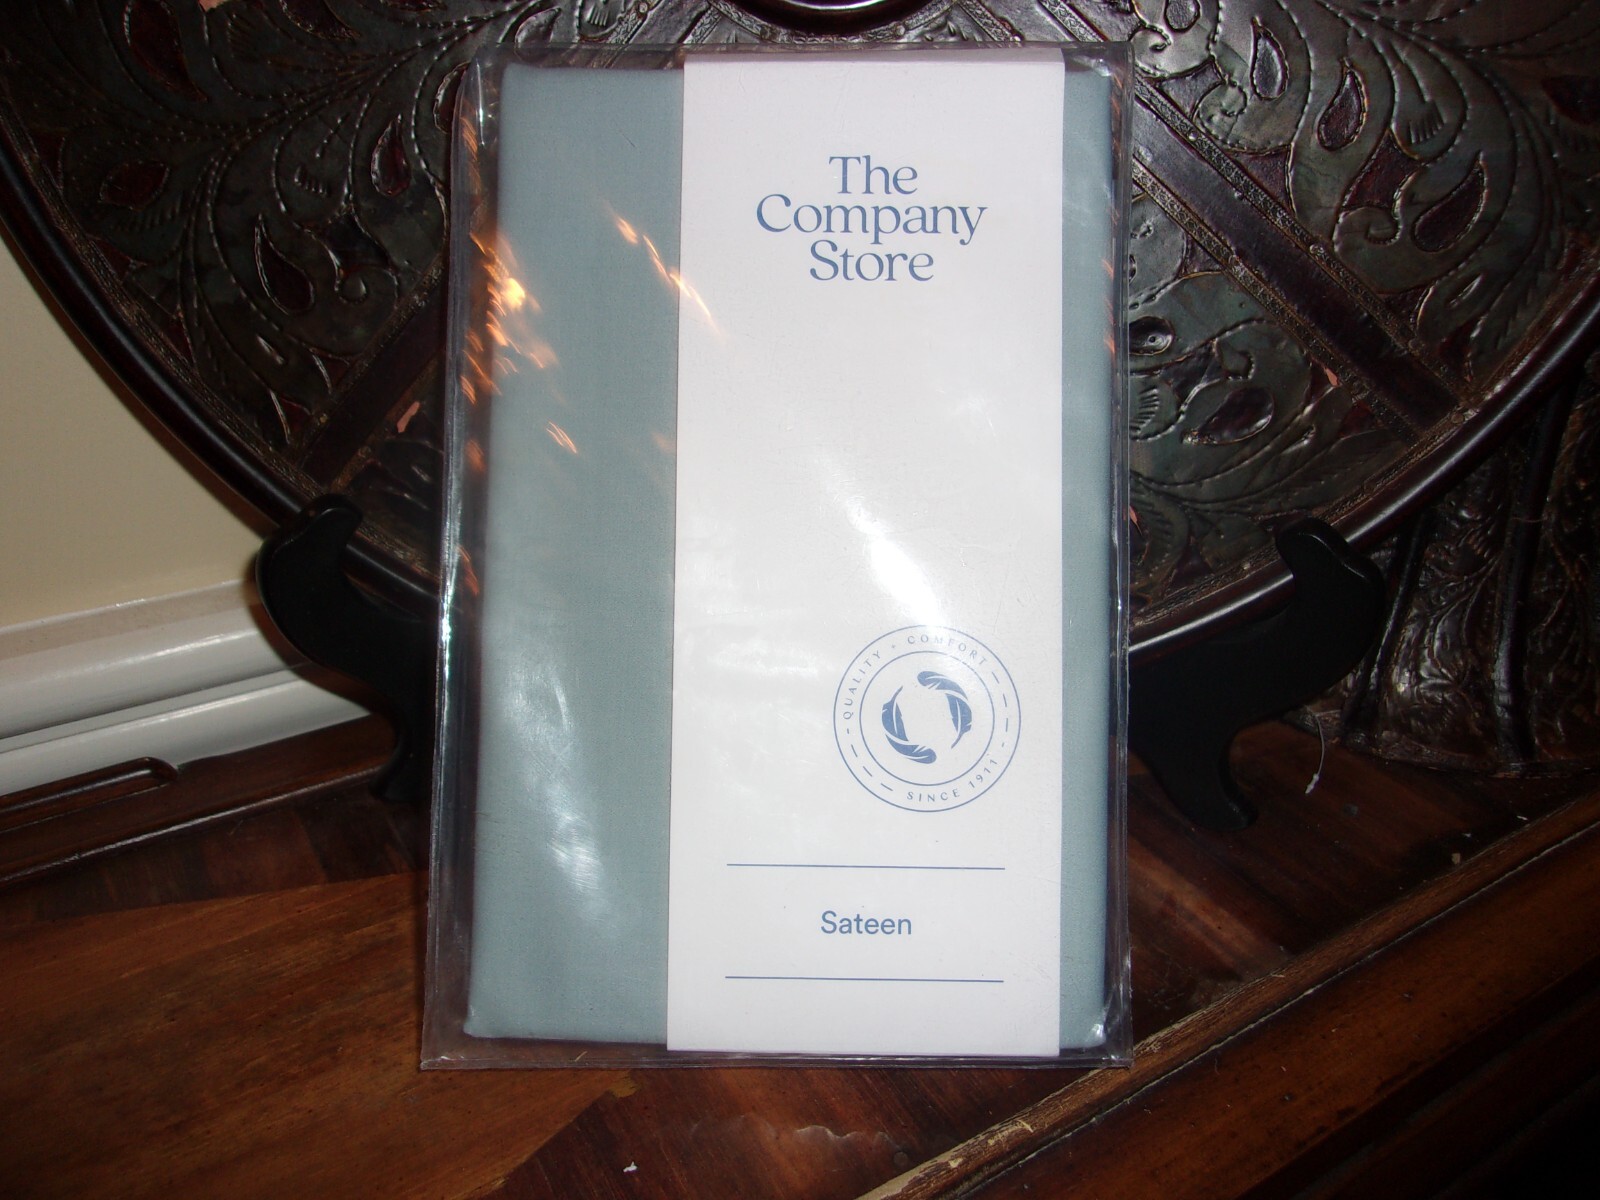 The
Company
Store
QUALITY • COMFORT
SINCE 1911
Sateen